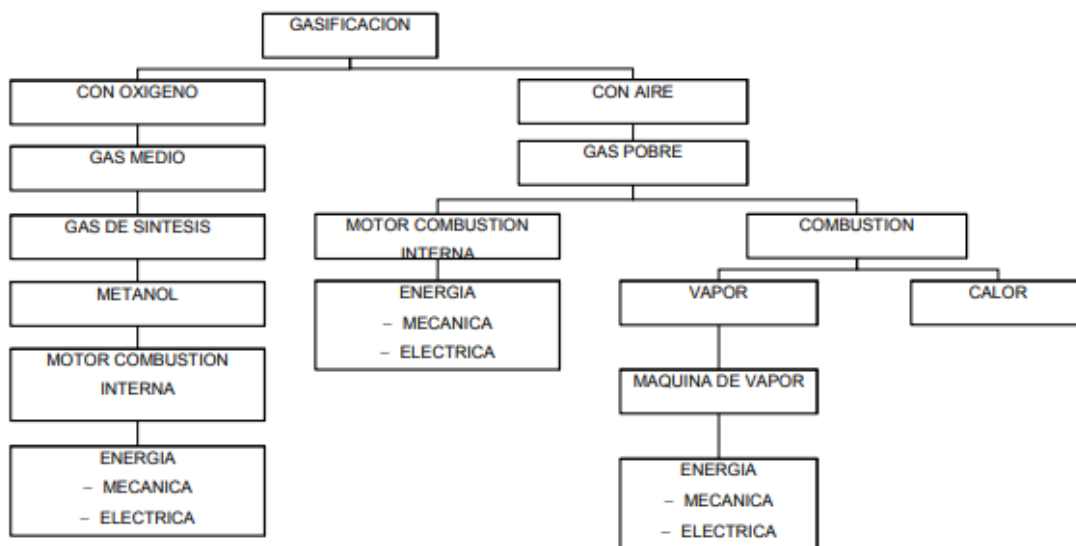 GASIFICACION
CON OXIGENO
CON AIRE
GAS MEDIO
GAS POBRE
GAS DE SINTESIS
MOTOR COMBUSTION
INTERNA
COMBUSTION
METANOL
ENERGIA
– MECANICA
– ELECTRICA
VAPOR
CALOR
MOTOR COMBUSTION
INTERNA
MAQUINA DE VAPOR
ENERGIA
– MECANICA
– ELECTRICA
ENERGIA
– MECANICA
– ELECTRICA